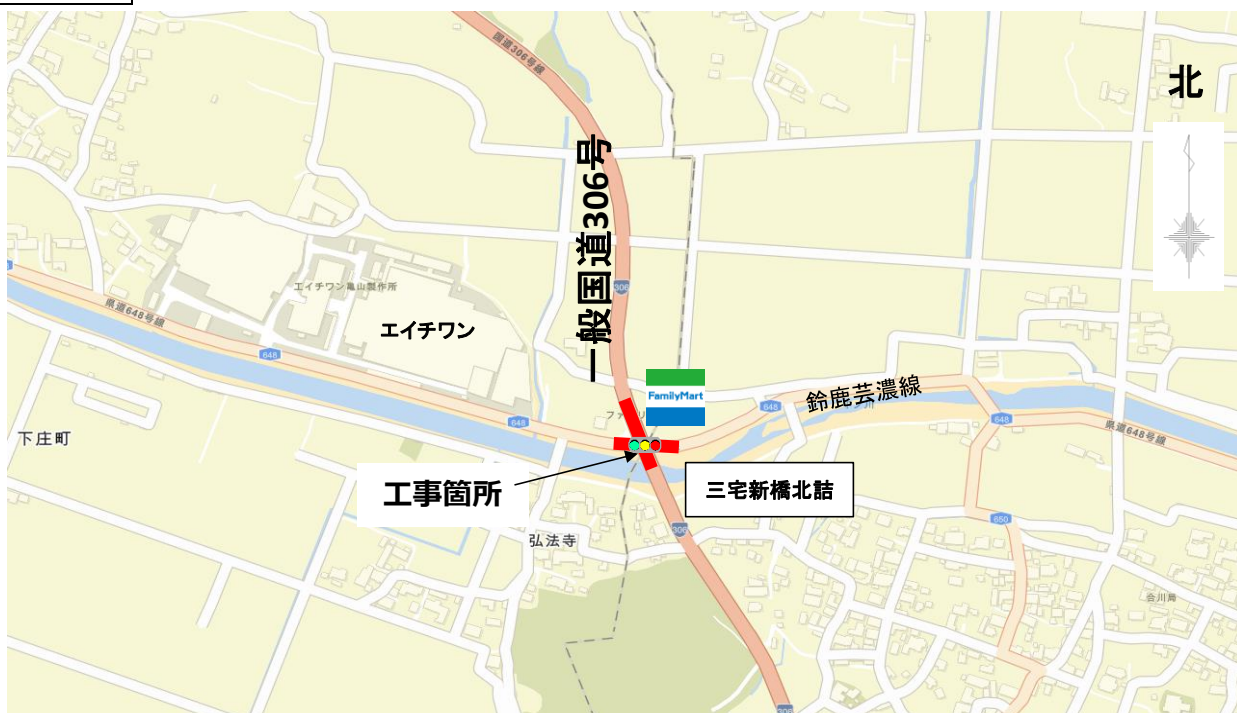 国道306号線
北
一般国道306号
306
エイチワン亀山製作所
県道648号線
エイチワン
648
FamilyMart
鈴鹿芸濃線
648
648
648
ファミリ
県道648号線
下庄町
工事箇所
三宅新橋北詰
650
306
弘法寺
合川局
306